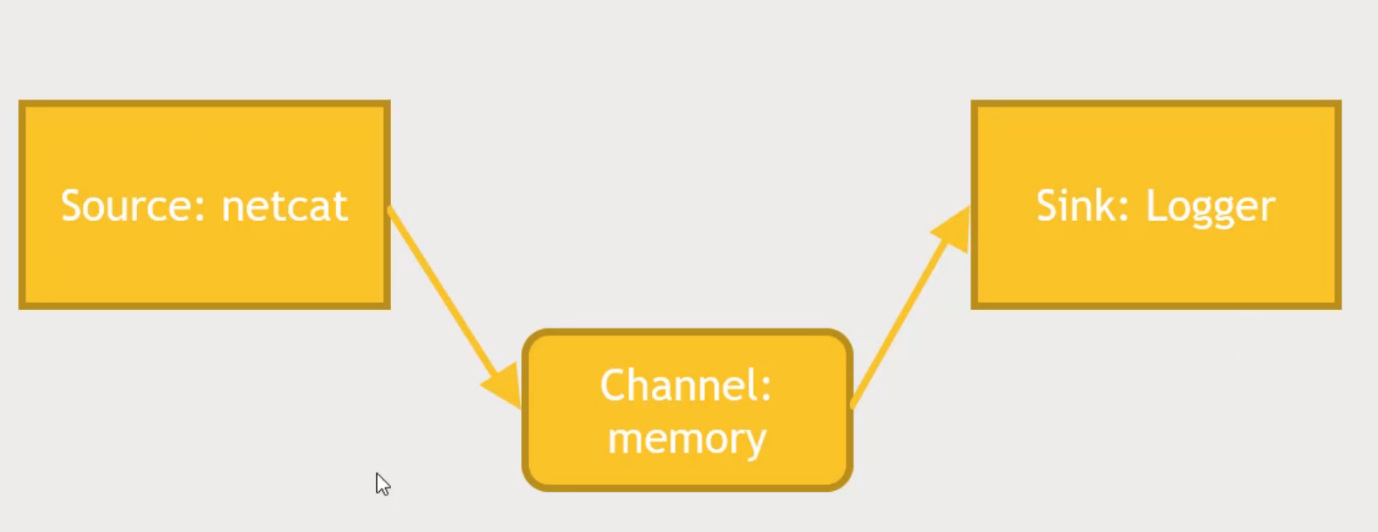 Source: netcat
Sink: Logger
Channel:
memory